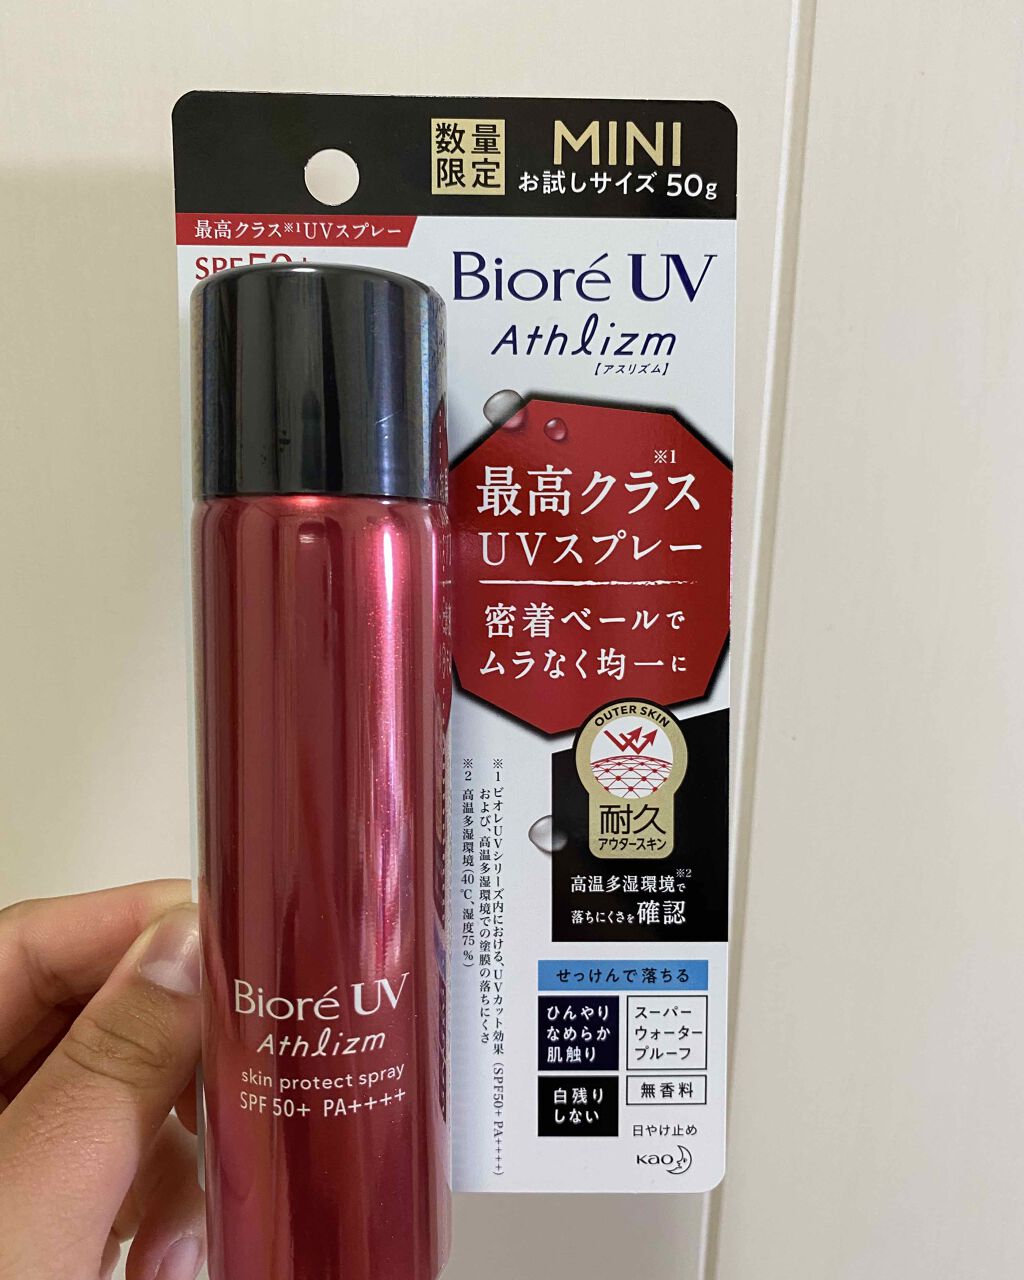 数量
限定
MINI
お試しサイズ 50g
最高クラス※1UVスプレー
SPF50+
Bioré UV
Athlizm
【アスリズム】
※1
最高クラス
UVスプレー
密着ベールで
ムラなく均一に
OUTER SKIN
耐久
アウタースキン
高温多湿環境で※2
落ちにくさを確認
※1 ビオレUVシリーズ内における、UVカット効果(SPF50+ PA++++)
および、高温多湿環境での塗膜の落ちにくさ
※2 高温多湿環境(40℃、湿度75%)
せっけんで落ちる
ひんやり
なめらか
肌触り
スーパー
ウォーター
プルーフ
白残り
しない
無香料
日やけ止め
Kao
Bioré UV
Athlizm
skin protect spray
SPF 50+ PA++++